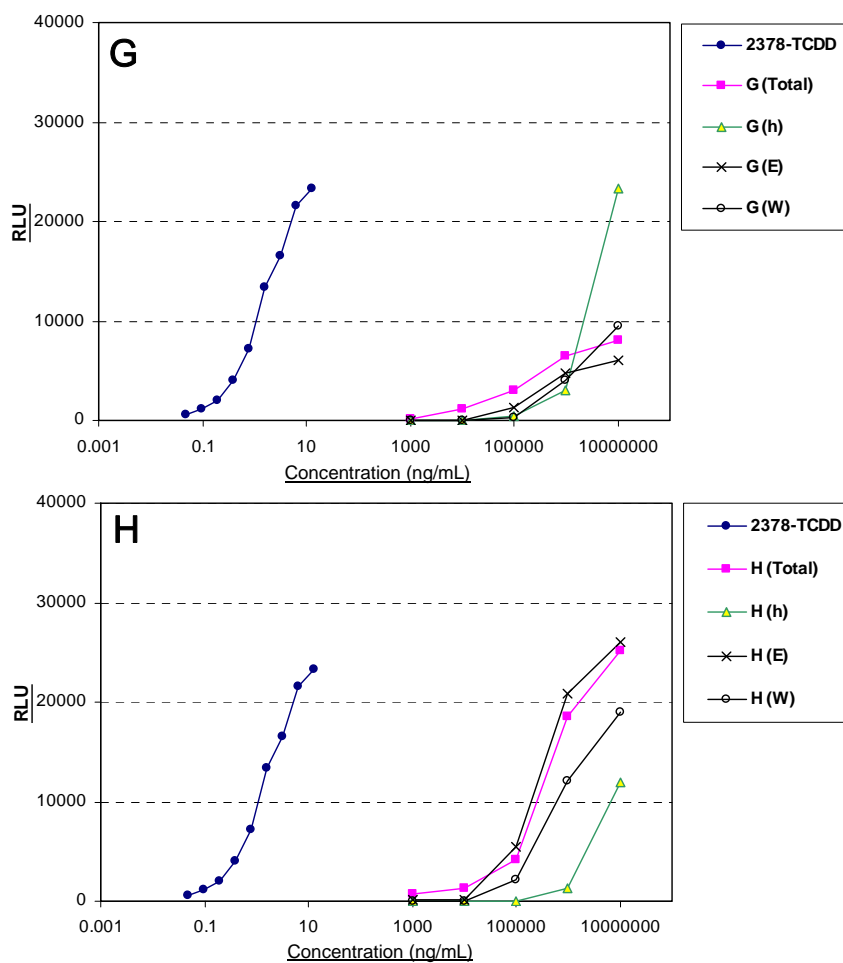 G
40000
30000
20000
10000
0
RLU
0.001
0.1
10
1000
100000
10000000
Concentration (ng/mL)
2378-TCDD
G (Total)
G (h)
G (E)
G (W)
H
40000
30000
20000
10000
0
RLU
0.001
0.1
10
1000
100000
10000000
Concentration (ng/mL)
2378-TCDD
H (Total)
H (h)
H (E)
H (W)